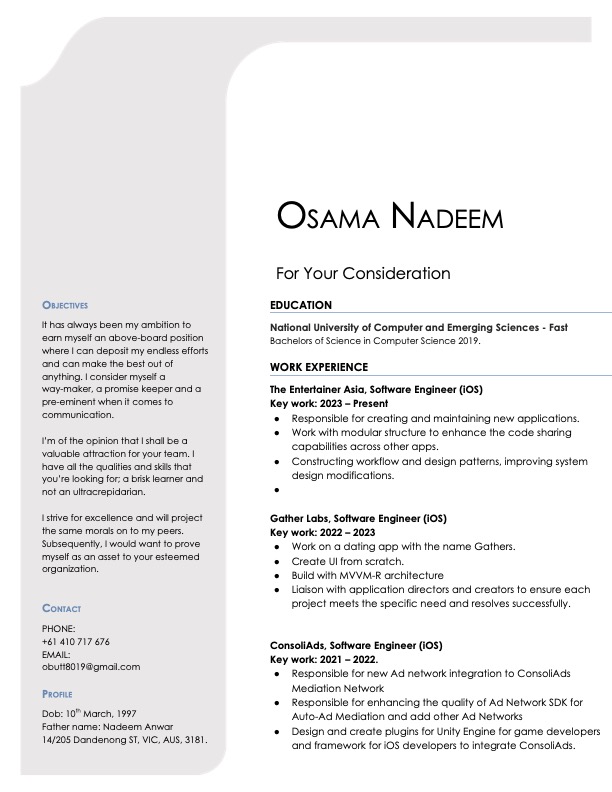 Osama Nadeem
For Your Consideration
Objectives
It has always been my ambition to
earn myself an above-board position
where I can deposit my endless efforts
and can make the best out of
anything. I consider myself a
way-maker, a promise keeper and a
pre-eminent when it comes to
communication.
I'm of the opinion that I shall be a
valuable attraction for your team. I
have all the qualities and skills that
you're looking for; a brisk learner and
not an ultracrepidarian.
I strive for excellence and will project
the same morals on to my peers.
Subsequently, I would want to prove
myself as an asset to your esteemed
organization.
Contact
PHONE:
+61 410 717 676
EMAIL:
obutt8019@gmail.com
Profile
Dob: 10th March, 1997
Father name: Nadeem Anwar
14/205 Dandenong ST, VIC, AUS, 3181.
EDUCATION
National University of Computer and Emerging Sciences - Fast
Bachelors of Science in Computer Science 2019.
WORK EXPERIENCE
The Entertainer Asia, Software Engineer (iOS)
Key work: 2023 – Present
● Responsible for creating and maintaining new applications.
● Work with modular structure to enhance the code sharing
capabilities across other apps.
● Constructing workflow and design patterns, improving system
design modifications.
●
Gather Labs, Software Engineer (iOS)
Key work: 2022 – 2023
● Work on a dating app with the name Gathers.
● Create UI from scratch.
● Build with MVVM-R architecture
● Liaison with application directors and creators to ensure each
project meets the specific need and resolves successfully.
ConsoliAds, Software Engineer (iOS)
Key work: 2021 – 2022.
● Responsible for new Ad network integration to ConsoliAds
Mediation Network
● Responsible for enhancing the quality of Ad Network SDK for
Auto-Ad Mediation and add other Ad Networks
● Design and create plugins for Unity Engine for game developers
and framework for iOS developers to integrate ConsoliAds.